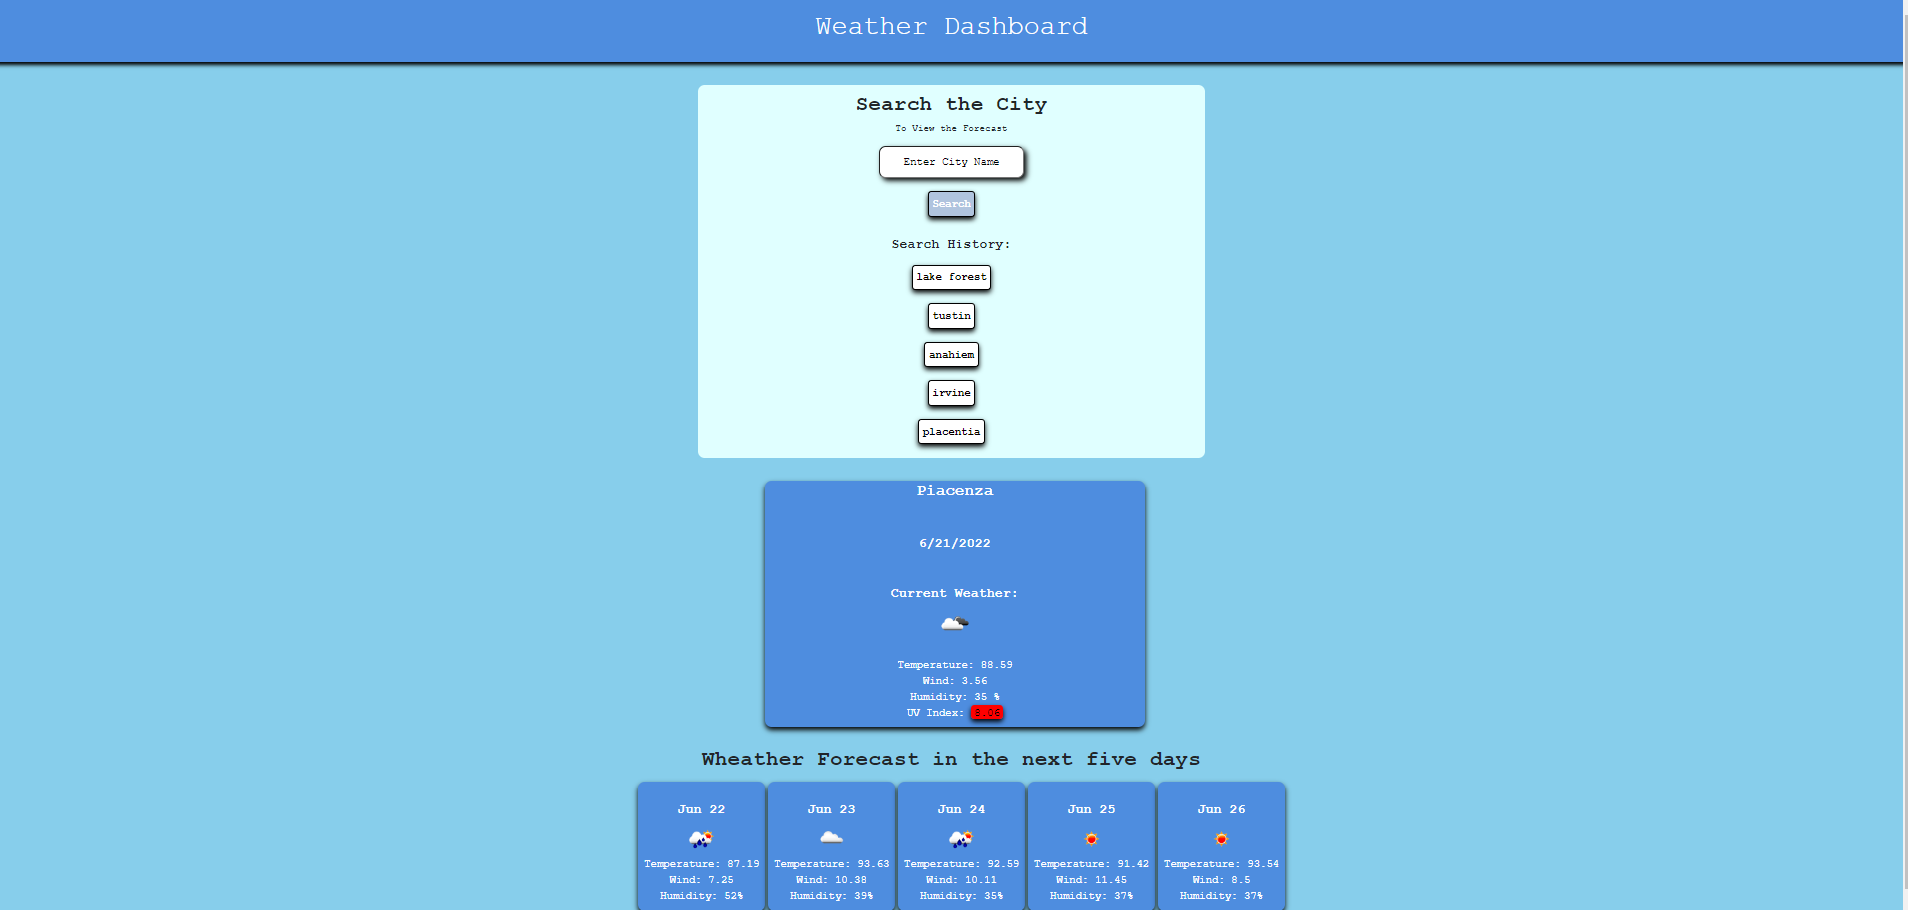 Weather Dashboard
Search the City
To View the Forecast
Enter City Name
Search
Search History:
lake forest
tustin
anahiem
irvine
placentia
Piacenza
6/21/2022
Current Weather:
Temperature: 88.59
Wind: 3.56
Humidity: 35 %
UV Index: 8.06
Wheather Forecast in the next five days
Jun 22
Temperature: 87.19
Wind: 7.25
Humidity: 52%
Jun 23
Temperature: 93.63
Wind: 10.38
Humidity: 39%
Jun 24
Temperature: 92.59
Wind: 10.11
Humidity: 35%
Jun 25
Temperature: 91.42
Wind: 11.45
Humidity: 37%
Jun 26
Temperature: 93.54
Wind: 8.5
Humidity: 37%